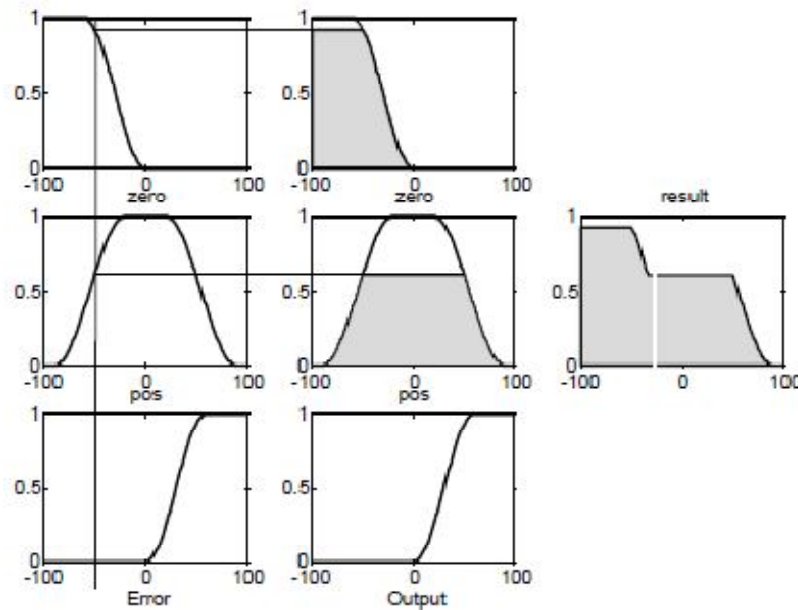 1 1
0.5 0.5
0 0
-100 0 100 -100 0 100
zero zero result
1 1 1
0.5 0.5 0.5
0 0 0
-100 0 100 -100 0 100 -100 0 100
pos pos
1 1
0.5 0.5
0 0
-100 0 100 -100 0 100
Error Output